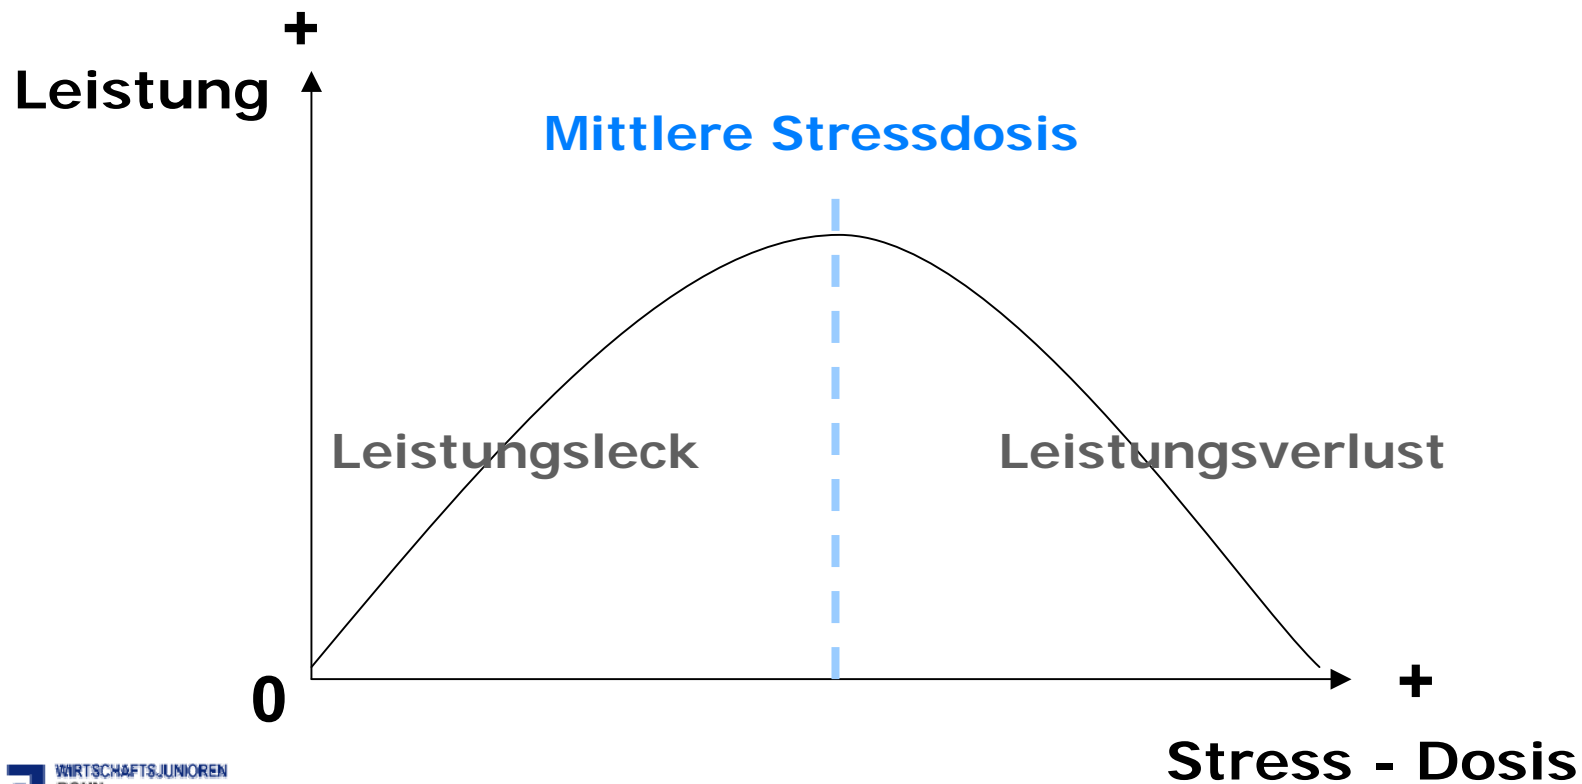 +
Leistung
Mittlere Stressdosis
Leistungsleck
Leistungsverlust
0
+
Stress - Dosis
WIRTSCHAFTSJUNIOREN